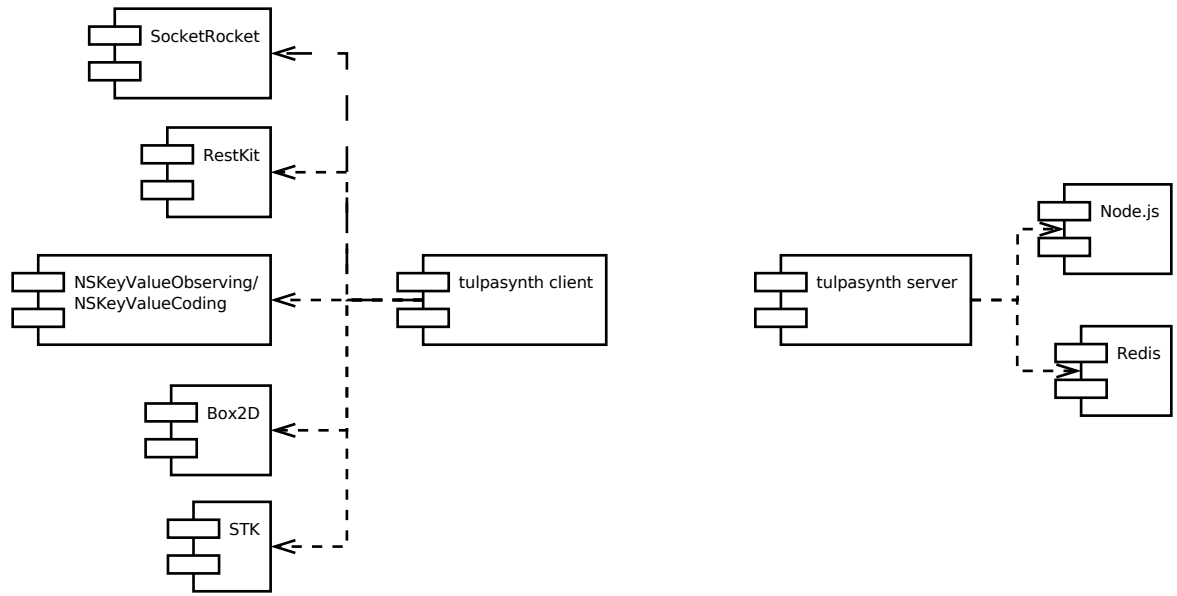 SocketRocket
RestKit
NSKeyValueObserving/
NSKeyValueCoding
tulpasynth client
Box2D
STK
tulpasynth server
Node.js
Redis